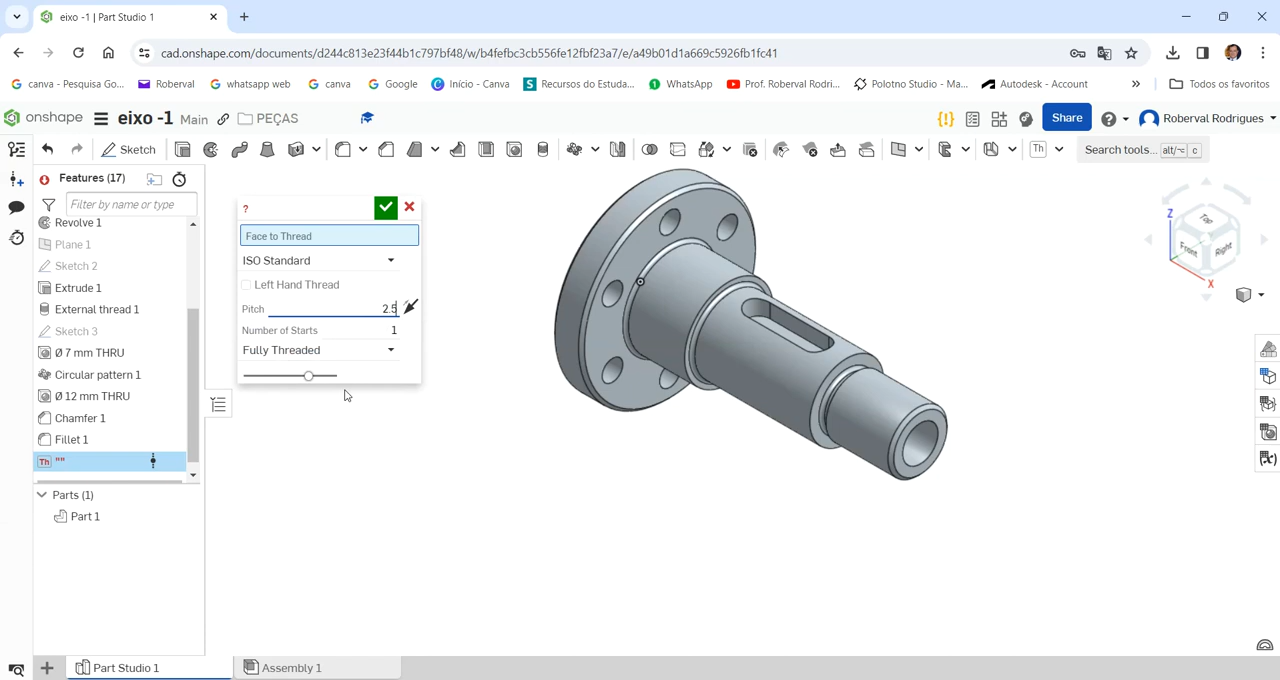 eixo -1 | Part Studio 1
cad.onshape.com/documents/d244c813e23f44b1c797bf48/w/b4fefbc3cb556fe12fbf23a7/e/a49b01d1a669c5926fb1fc41
canva - Pesquisa Go...
Roberval
whatsapp web
canva
Google
Início - Canva
Recursos do Estuda...
WhatsApp
Prof. Roberval Rodri...
Polotno Studio - Ma...
Autodesk - Account
Todos os favoritos
onshape
eixo -1 Main
PEÇAS
Share
Roberval Rodrigues
Sketch
Th
Search tools... alt/⌥ c
Features (17)
Filter by name or type
Revolve 1
Plane 1
Sketch 2
Extrude 1
External thread 1
Sketch 3
Ø 7 mm THRU
Circular pattern 1
Ø 12 mm THRU
Chamfer 1
Fillet 1
Th ""
Parts (1)
Part 1
?
Face to Thread
ISO Standard
Left Hand Thread
Pitch 2.5
Number of Starts 1
Fully Threaded
Z
Top
Front
Right
X
Part Studio 1
Assembly 1